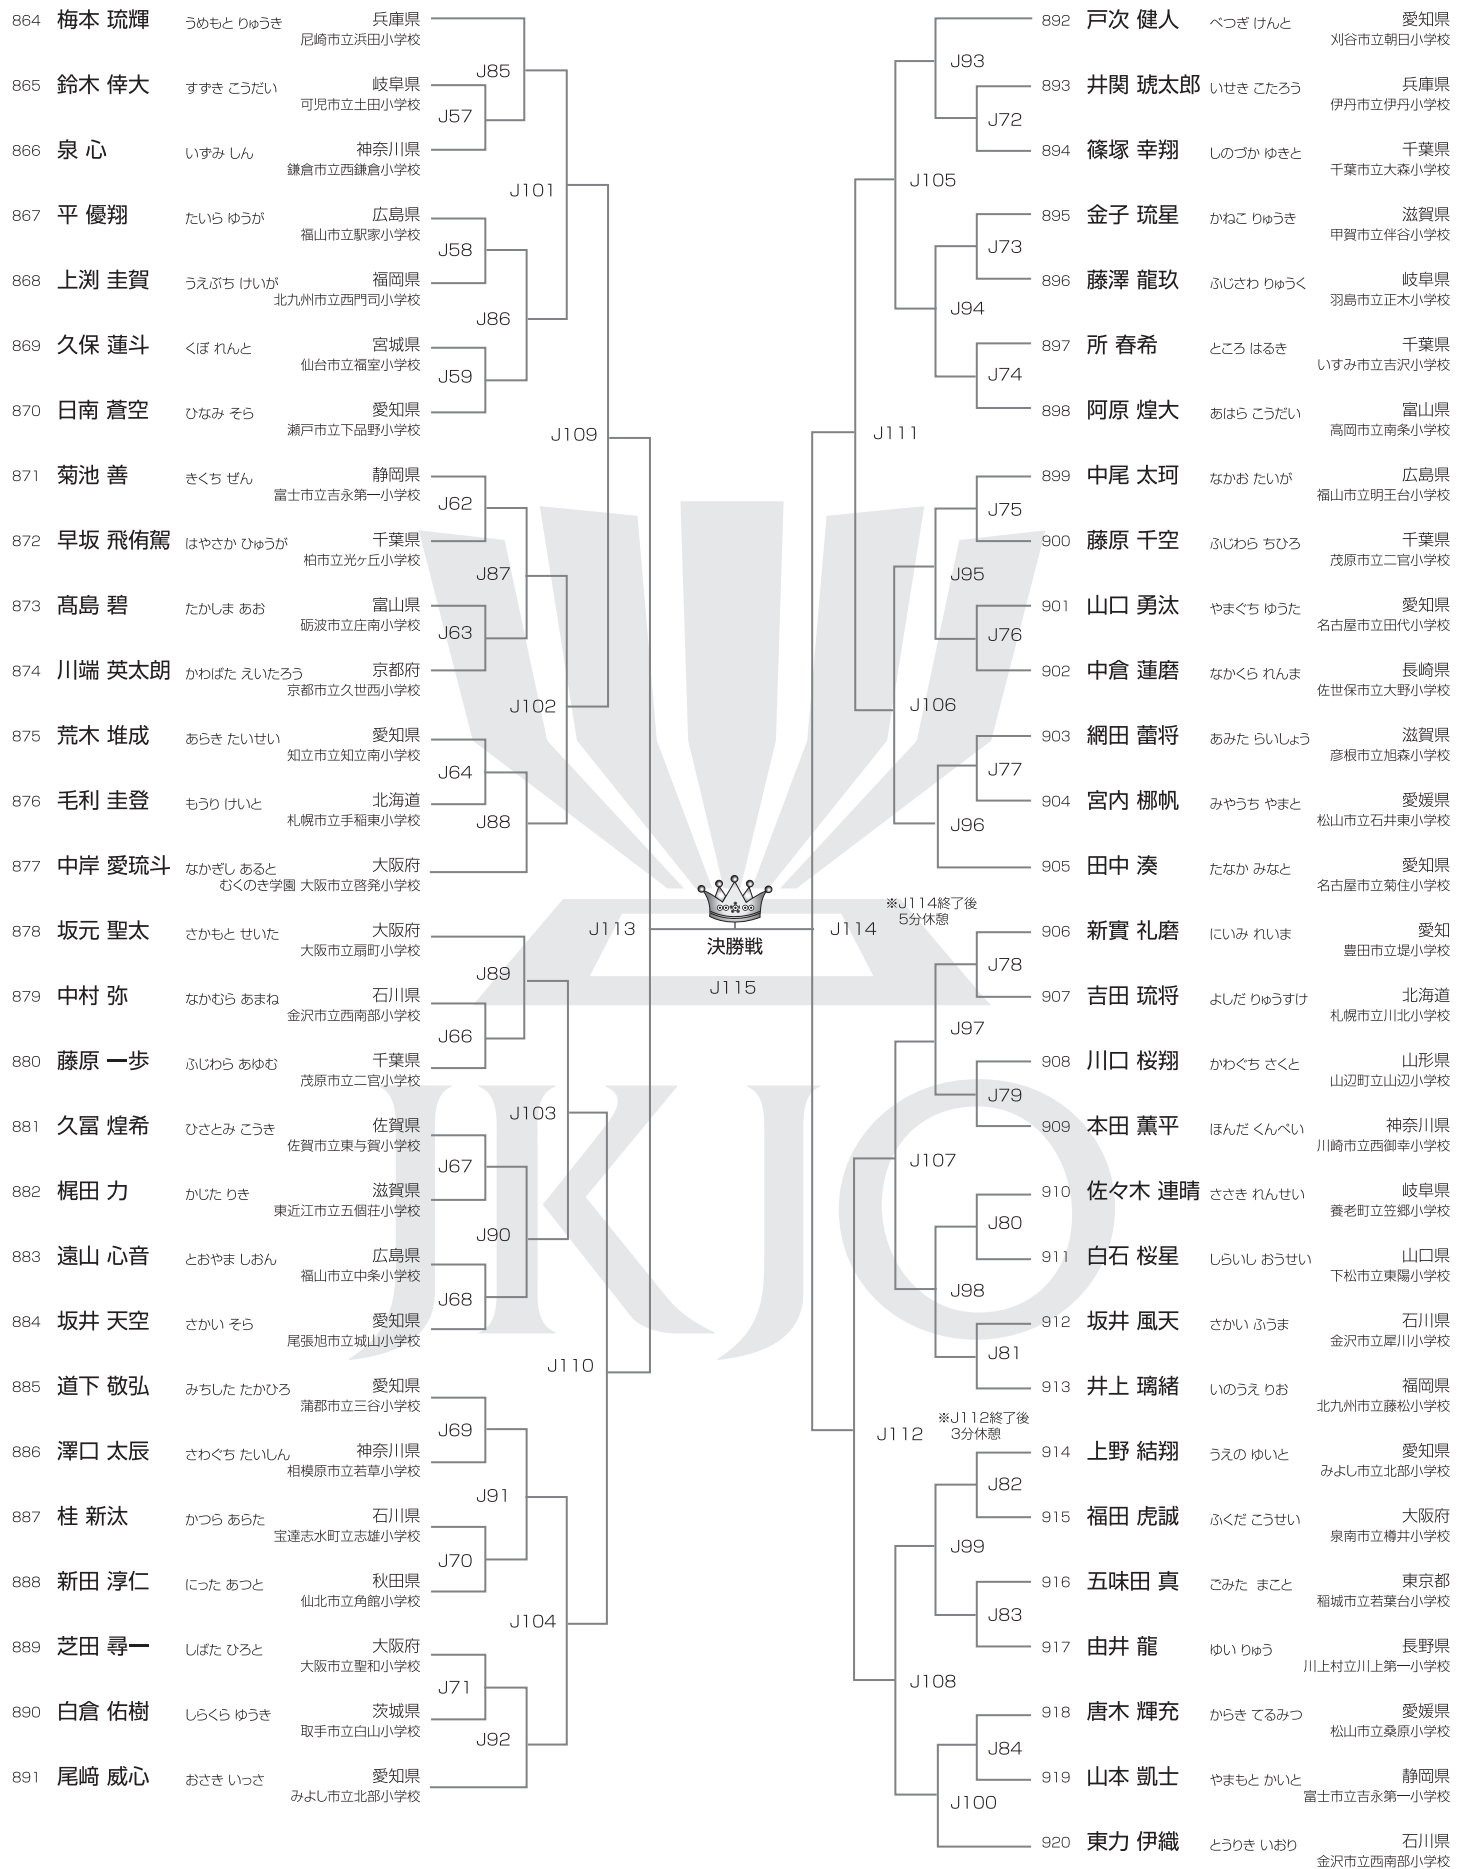 864 梅本 琉輝 うめもと りゅうき 兵庫県
尼崎市立浜田小学校
J85
865 鈴木 倖大 すずき こうだい 岐阜県
可児市立土田小学校
J57
866 泉 心 いずみ しん 神奈川県
鎌倉市立西鎌倉小学校
J101
867 平 優翔 たいら ゆうが 広島県
福山市立駅家小学校
J58
868 上渕 圭賀 うえぶち けいが 福岡県
北九州市立西門司小学校
J86
869 久保 蓮斗 くぼ れんと 宮城県
仙台市立福室小学校
J59
870 日南 蒼空 ひなみ そら 愛知県
瀬戸市立下品野小学校
J109
871 菊池 善 きくち ぜん 静岡県
富士市立吉永第一小学校
J62
872 早坂 飛侑駕 はやさか ひゅうが 千葉県
柏市立光ヶ丘小学校
J87
873 髙島 碧 たかしま あお 富山県
砺波市立庄南小学校
J63
874 川端 英太朗 かわばた えいたろう 京都府
京都市立久世西小学校
J102
875 荒木 堆成 あらき たいせい 愛知県
知立市立知立南小学校
J64
876 毛利 圭登 もうり けいと 北海道
札幌市立手稲東小学校
J88
877 中岸 愛琉斗 なかぎし あると 大阪府
むくのき学園 大阪市立啓発小学校
J113
878 坂元 聖太 さかもと せいた 大阪府
大阪市立扇町小学校
J89
879 中村 弥 なかむら あまね 石川県
金沢市立西南部小学校
J66
880 藤原 一歩 ふじわら あゆむ 千葉県
茂原市立二宮小学校
J103
881 久冨 煌希 ひさとみ こうき 佐賀県
佐賀市立東与賀小学校
J67
882 梶田 力 かじた りき 滋賀県
東近江市立五個荘小学校
J90
883 遠山 心音 とおやま しおん 広島県
福山市立中条小学校
J68
884 坂井 天空 さかい そら 愛知県
尾張旭市立城山小学校
J110
885 道下 敬弘 みちした たかひろ 愛知県
蒲郡市立三谷小学校
J69
886 澤口 太辰 さわぐち たいしん 神奈川県
相模原市立若草小学校
J91
887 桂 新汰 かつら あらた 石川県
宝達志水町立志雄小学校
J70
888 新田 淳仁 にった あつと 秋田県
仙北市立角館小学校
J104
889 芝田 尋一 しばた ひろと 大阪府
大阪市立聖和小学校
J71
890 白倉 佑樹 しらくら ゆうき 茨城県
取手市立白山小学校
J92
891 尾﨑 威心 おさき いっさ 愛知県
みよし市立北部小学校
決勝戦
J115
JKJO
892 戸次 健人 べつぎ けんと 愛知県
刈谷市立朝日小学校
J93
893 井関 琥太郎 いせき こたろう 兵庫県
伊丹市立伊丹小学校
J72
894 篠塚 幸翔 しのづか ゆきと 千葉県
千葉市立大森小学校
J105
895 金子 琉星 かねこ りゅうき 滋賀県
甲賀市立伴谷小学校
J73
896 藤澤 龍玖 ふじさわ りゅうく 岐阜県
羽島市立正木小学校
J94
897 所 春希 ところ はるき 千葉県
いすみ市立古沢小学校
J74
898 阿原 煌大 あはら こうだい 富山県
高岡市立南条小学校
J111
899 中尾 太珂 なかお たいが 広島県
福山市立明王台小学校
J75
900 藤原 千空 ふじわら ちひろ 千葉県
茂原市立二宮小学校
J95
901 山口 勇汰 やまぐち ゆうた 愛知県
名古屋市立田代小学校
J76
902 中倉 蓮磨 なかくら れんま 長崎県
佐世保市立大野小学校
J106
903 網田 蕾将 あみた らいしょう 滋賀県
彦根市立旭森小学校
J77
904 宮内 梛帆 みやうち やまと 愛媛県
松山市立石井東小学校
J96
905 田中 湊 たなか みなと 愛知県
名古屋市立菊住小学校
※J114終了後
5分休憩
J114
906 新實 礼磨 にいみ れいま 愛知
豊田市立堤小学校
J78
907 吉田 琉将 よしだ りゅうすけ 北海道
札幌市立川北小学校
J97
908 川口 桜翔 かわぐち さくと 山形県
山辺町立山辺小学校
J79
909 本田 薫平 ほんだ くんぺい 神奈川県
川崎市立西御幸小学校
J107
910 佐々木 連晴 ささき れんせい 岐阜県
養老町立笠郷小学校
J80
911 白石 桜星 しらいし おうせい 山口県
下松市立東陽小学校
J98
912 坂井 風天 さかい ふうま 石川県
金沢市立犀川小学校
J81
913 井上 璃緒 いのうえ りお 福岡県
北九州市立藤松小学校
※J112終了後
3分休憩
J112
914 上野 結翔 うえの ゆいと 愛知県
みよし市立北部小学校
J82
915 福田 虎誠 ふくだ こうせい 大阪府
泉南市立樽井小学校
J99
916 五味田 真 ごみた まこと 東京都
稲城市立若葉台小学校
J83
917 由井 龍 ゆい りゅう 長野県
川上村立川上第一小学校
J108
918 唐木 輝充 からき てるみつ 愛媛県
松山市立桑原小学校
J84
919 山本 凱士 やまもと かいと 静岡県
富士市立吉永第一小学校
J100
920 東力 伊織 とうりき いおり 石川県
金沢市立西南部小学校